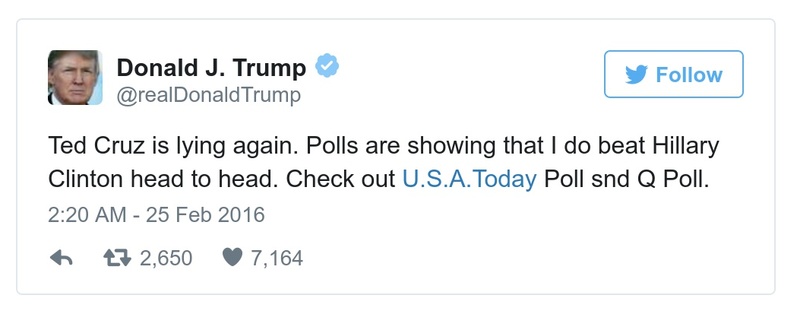 Donald J. Trump
@realDonaldTrump
Follow
Ted Cruz is lying again. Polls are showing that I do beat Hillary
Clinton head to head. Check out U.S.A.Today Poll snd Q Poll.
2:20 AM - 25 Feb 2016
2,650 7,164